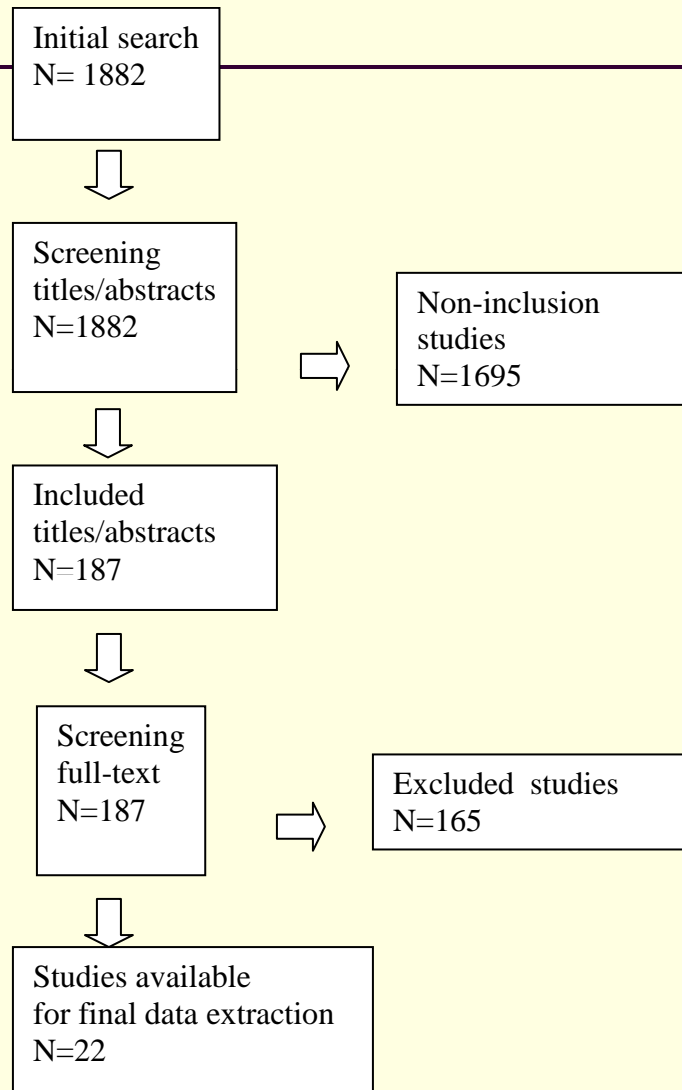 Initial search
N= 1882
Screening
titles/abstracts
N=1882
Non-inclusion
studies
N=1695
Included
titles/abstracts
N=187
Screening
full-text
N=187
Excluded studies
N=165
Studies available
for final data extraction
N=22